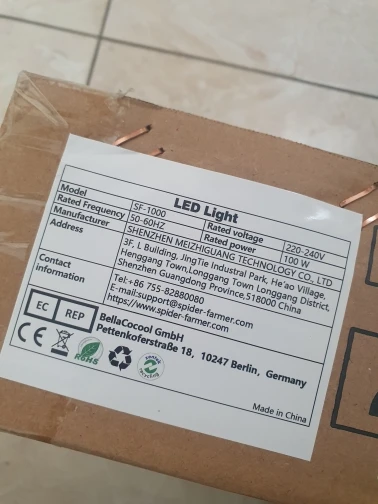 LED Light
Model SF-1000 Rated voltage 220-240V
Rated Frequency 50-60HZ Rated power 100 W
Manufacturer SHENZHEN MEIZHIGUANG TECHNOLOGY CO., LTD
Address 3F, L Building, JingTie Industral Park, He'ao Village,
Henggang Town,Longgang Town Longgang District,
Shenzhen Guangdong Province,518000 China
Contact information Tel:+86 755-82880080
E-mail:support@spider-farmer.com
https://www.spider-farmer.com
EC REP BellaCocool GmbH
Pettenkoferstraße 18, 10247 Berlin, Germany
CE RoHS
Made in China